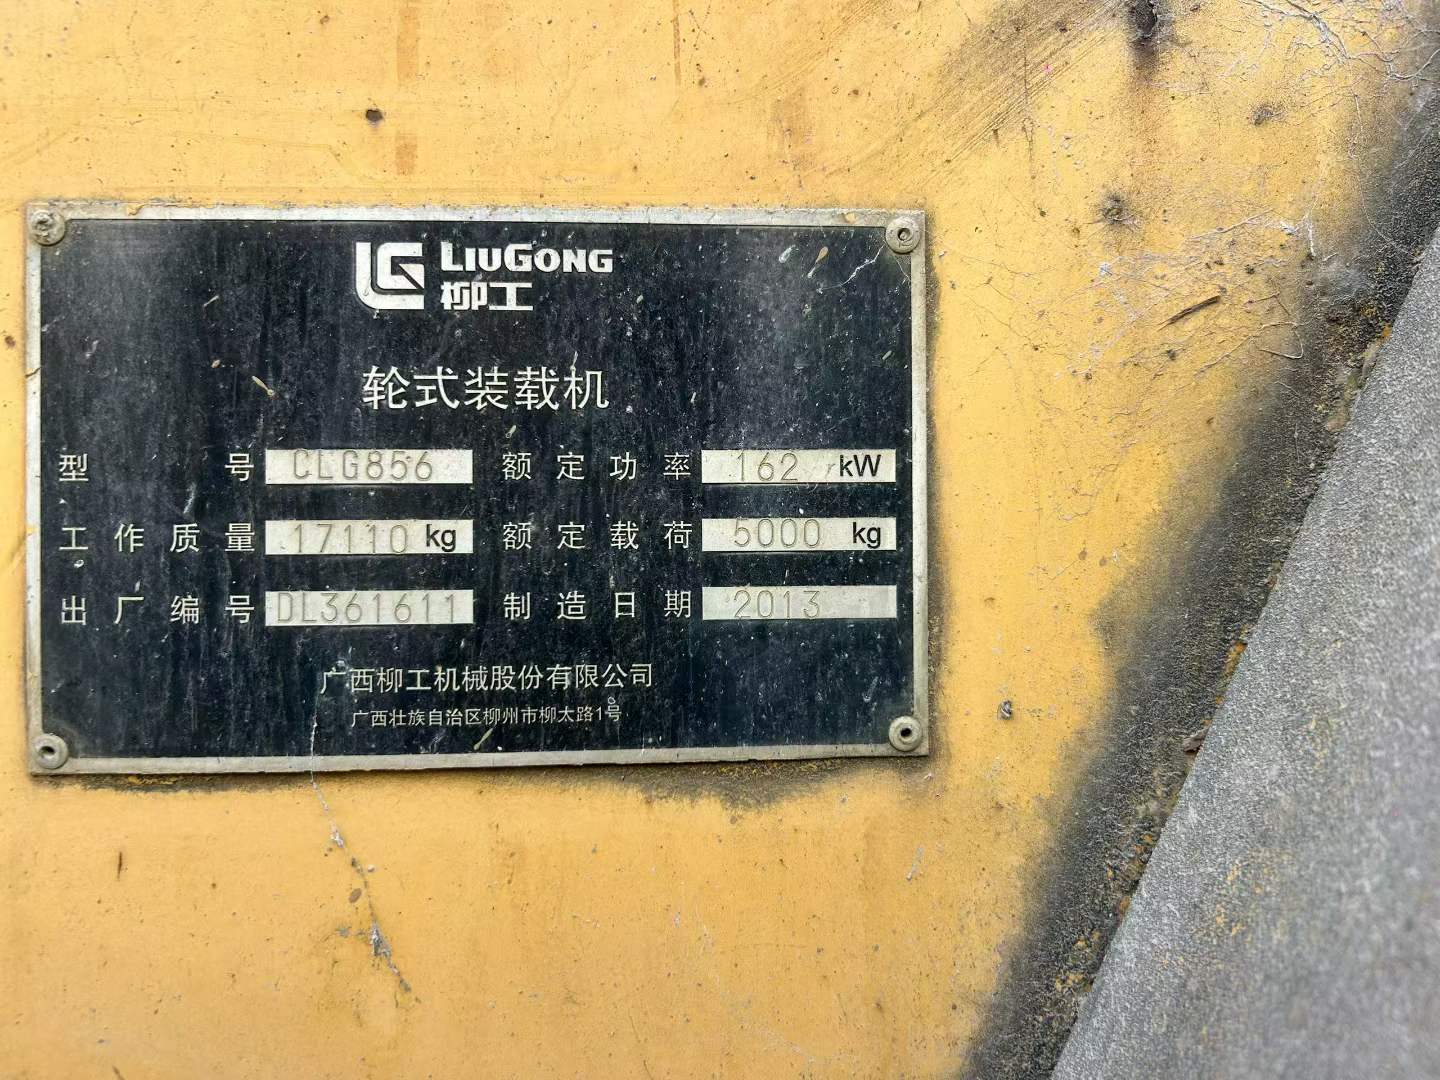 LIUGONG
柳工
轮式装载机
型号 CLG856 额定功率 162 kW
工作质量 17110 kg 额定载荷 5000 kg
出厂编号 DL361611 制造日期 2013
广西柳工机械股份有限公司
广西壮族自治区柳州市柳太路1号